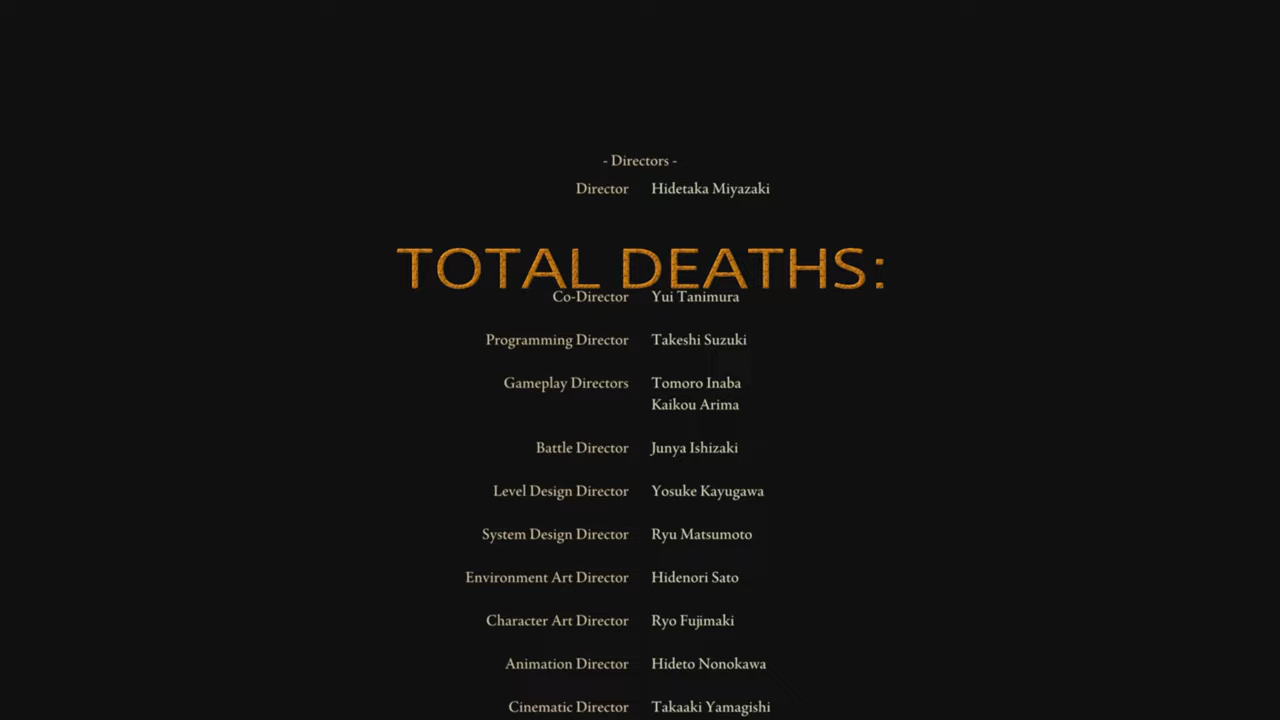 - Directors -
Director Hidetaka Miyazaki
TOTAL DEATHS:
Co-Director Yui Tanimura
Programming Director Takeshi Suzuki
Gameplay Directors Tomoro Inaba
Kaikou Arima
Battle Director Junya Ishizaki
Level Design Director Yosuke Kayugawa
System Design Director Ryu Matsumoto
Environment Art Director Hidenori Sato
Character Art Director Ryo Fujimaki
Animation Director Hideto Nonokawa
Cinematic Director Takaaki Yamagishi